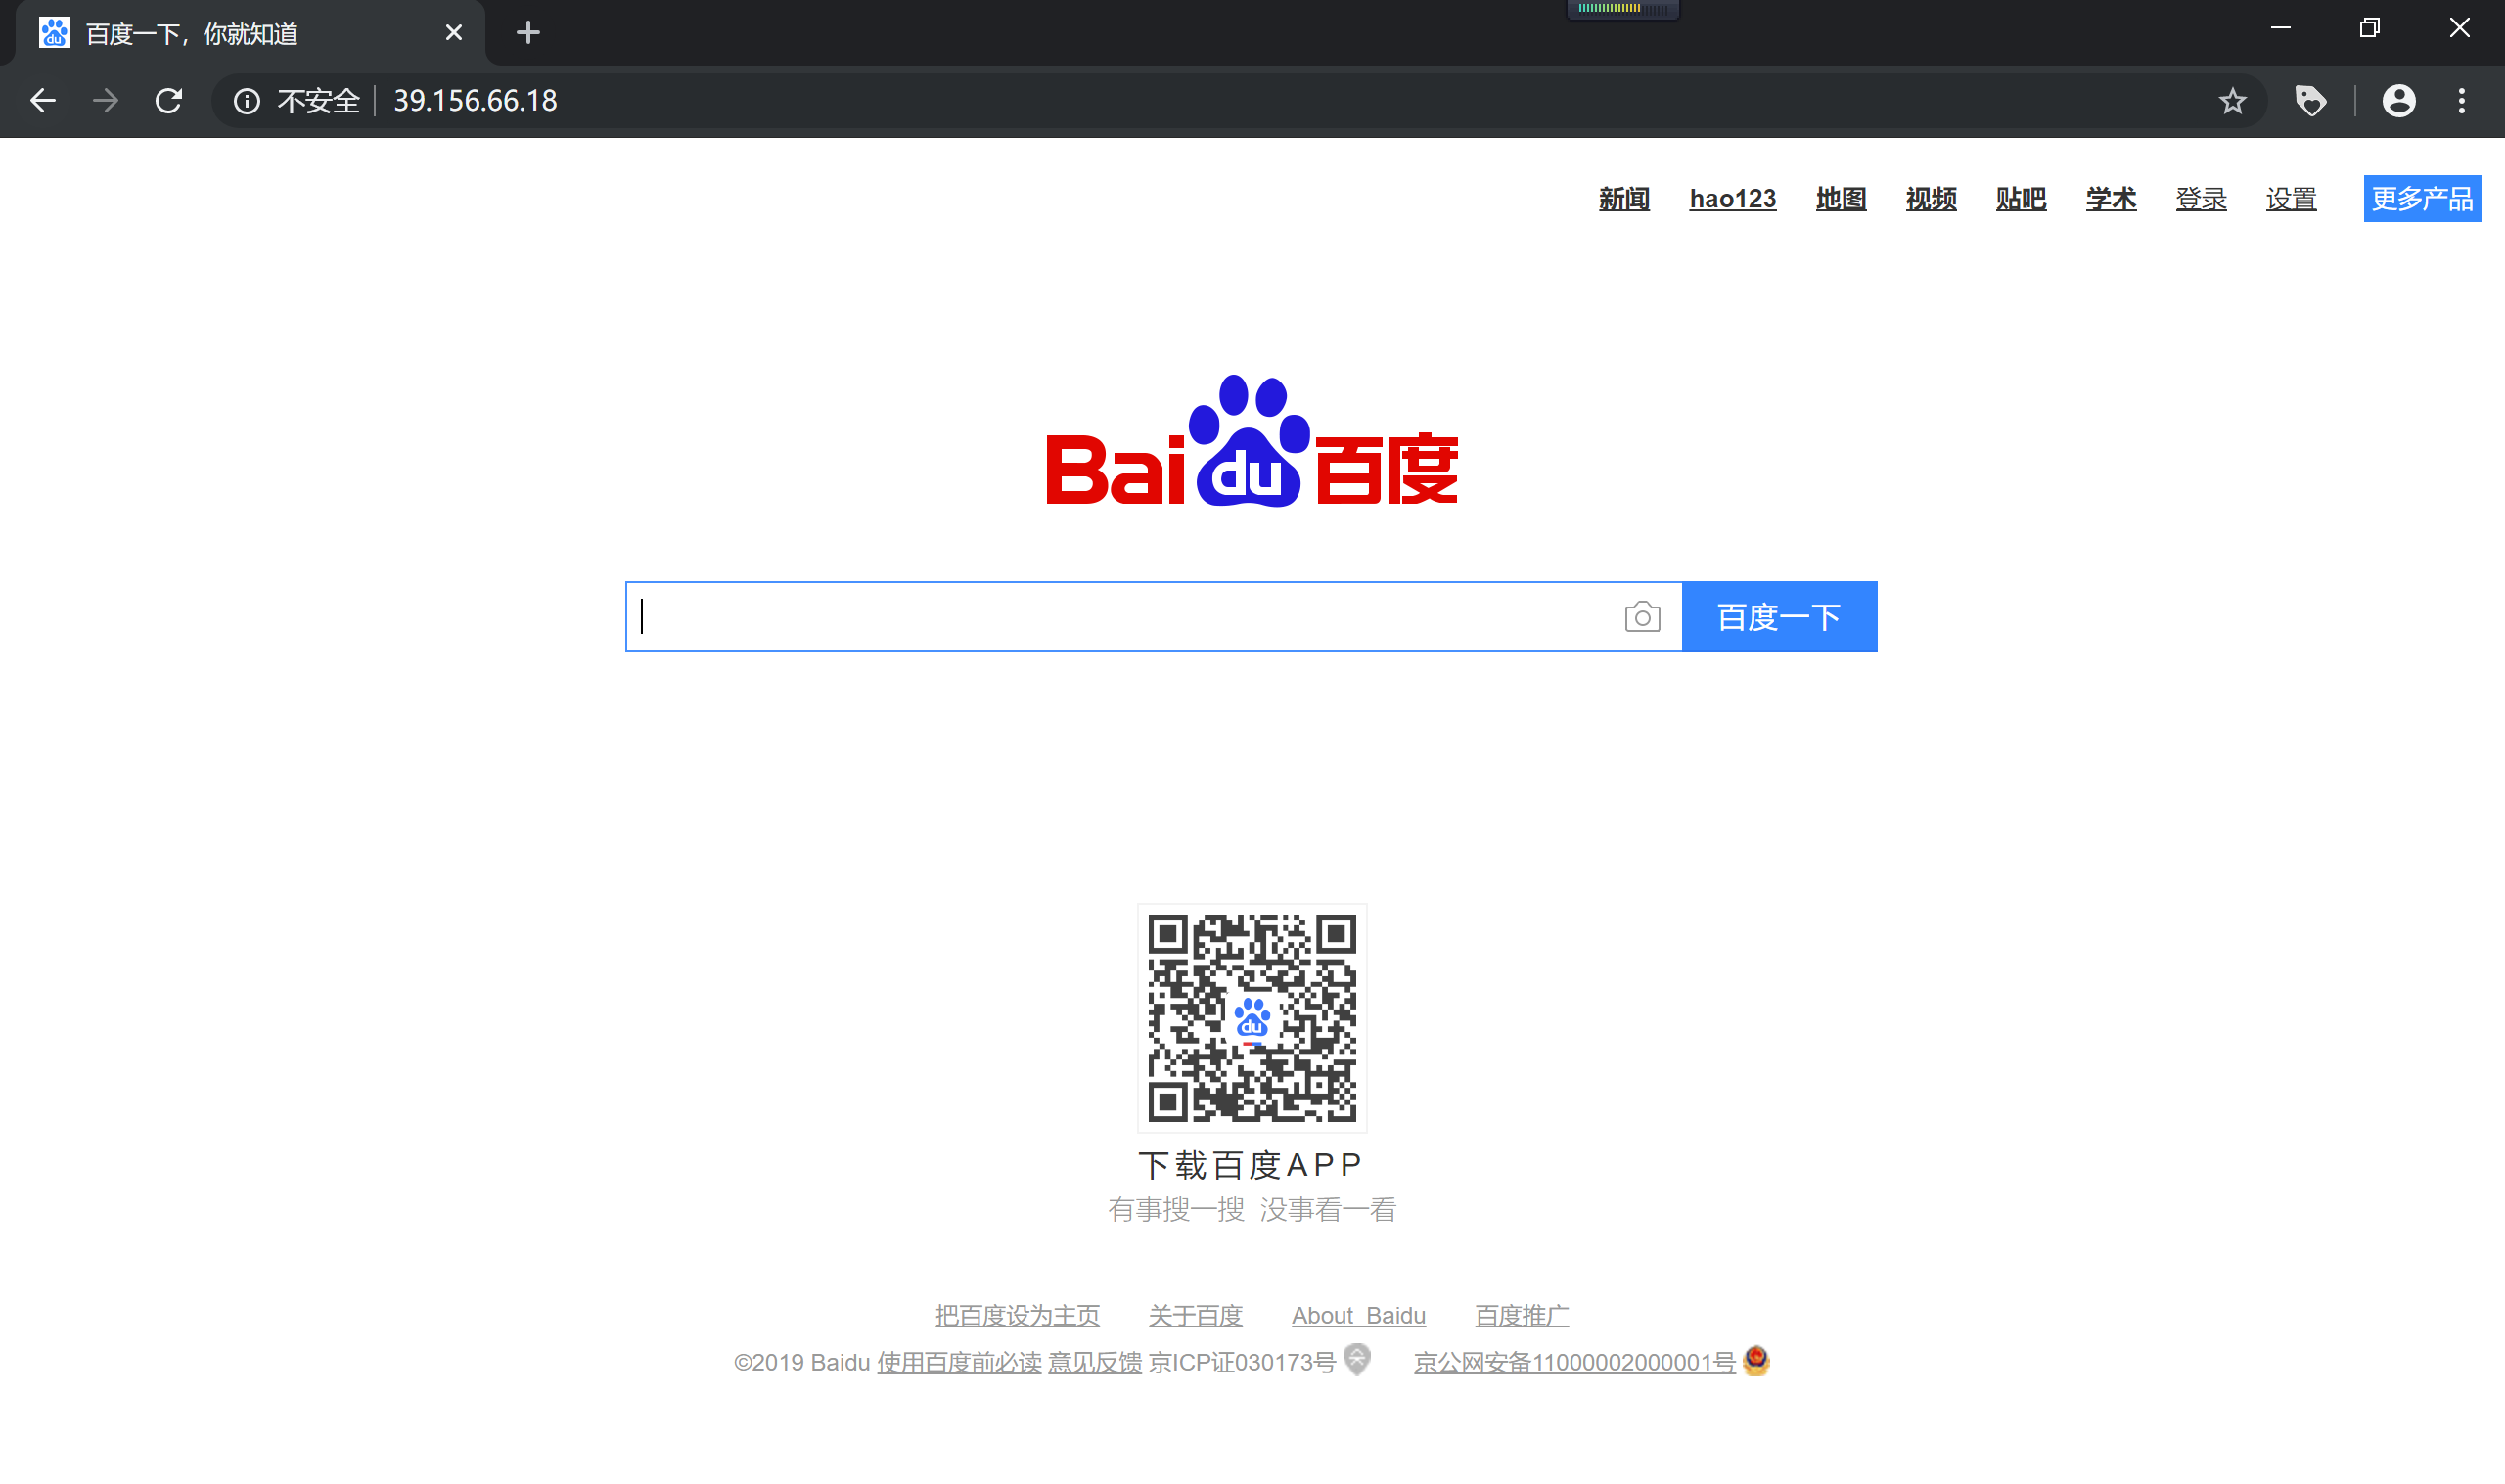 百度一下，你就知道
不安全 39.156.66.18
新闻 hao123 地图 视频 贴吧 学术 登录 设置 更多产品
Bai du 百度
百度一下
du
下载百度APP
有事搜一搜 没事看一看
把百度设为主页 关于百度 About Baidu 百度推广
©2019 Baidu 使用百度前必读 意见反馈 京ICP证030173号 京公网安备11000002000001号